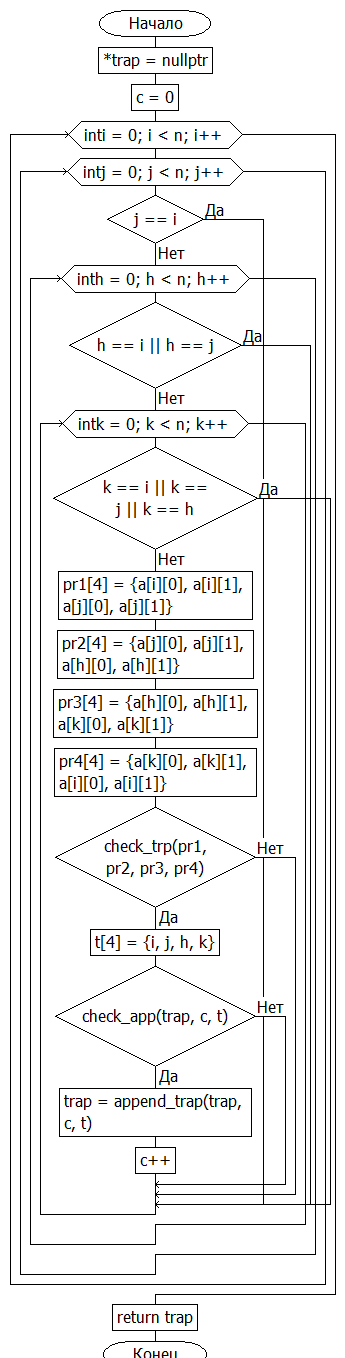 Начало
*trap = nullptr
c = 0
inti = 0; i < n; i++
intj = 0; j < n; j++
j == i
Да
Нет
inth = 0; h < n; h++
h == i || h == j
Да
Нет
intk = 0; k < n; k++
k == i || k ==
j || k == h
Да
Нет
pr1[4] = {a[i][0], a[i][1],
a[j][0], a[j][1]}
pr2[4] = {a[j][0], a[j][1],
a[h][0], a[h][1]}
pr3[4] = {a[h][0], a[h][1],
a[k][0], a[k][1]}
pr4[4] = {a[k][0], a[k][1],
a[i][0], a[i][1]}
check_trp(pr1,
pr2, pr3, pr4)
Нет
Да
t[4] = {i, j, h, k}
check_app(trap, c, t)
Нет
Да
trap = append_trap(trap,
c, t)
c++
return trap
Конец